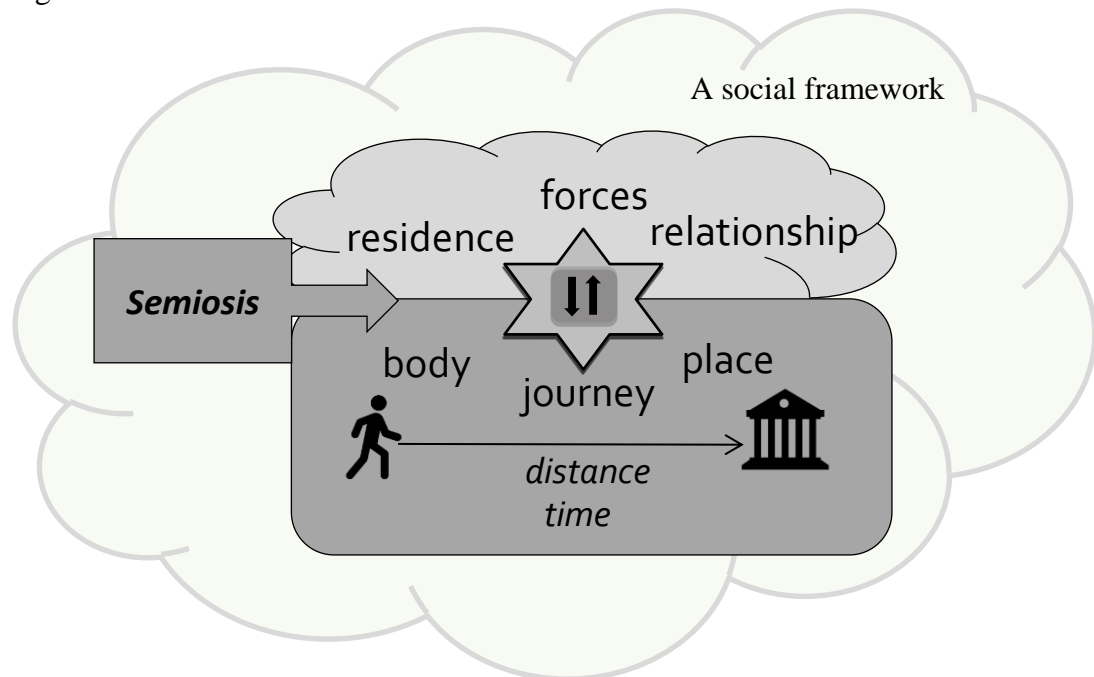 A social framework
forces
residence
relationship
Semiosis
body
place
journey
distance
time